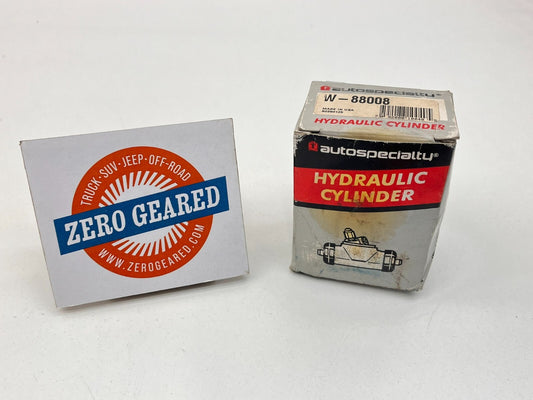 TRUCK-SUV-JEEP-OFF-ROAD
ZERO GEARED
WWW.ZEROGEARED.COM
W-88008
MADE IN U.S.A.
HYDRAULIC CYLINDER
autospecialty®
autospecialty®
HYDRAULIC
CYLINDER